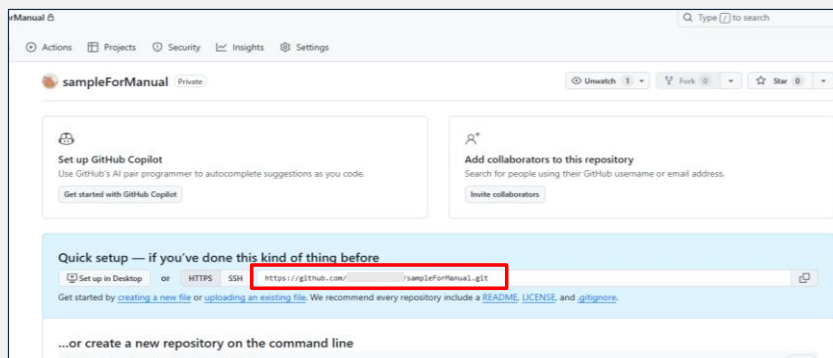 rManual
Type / to search
Actions Projects Security Insights Settings
sampleForManual Private
Unwatch 1 Fork 0 Star 0
Set up GitHub Copilot
Use GitHub's AI pair programmer to autocomplete suggestions as you code.
Get started with GitHub Copilot
Add collaborators to this repository
Search for people using their GitHub username or email address.
Invite collaborators
Quick setup — if you've done this kind of thing before
Set up in Desktop or HTTPS SSH https://github.com/ /sampleForManual.git
Get started by creating a new file or uploading an existing file. We recommend every repository include a README, LICENSE, and .gitignore.
...or create a new repository on the command line